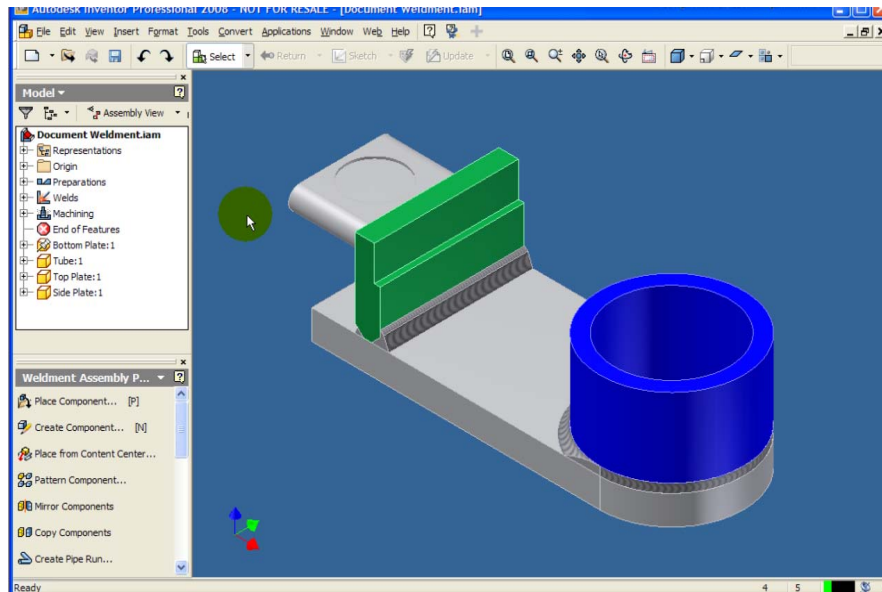 Autodesk Inventor Professional 2008 - NOT FOR RESALE - [Document Weldment.iam]
File Edit View Insert Format Tools Convert Applications Window Web Help
Select Return Sketch Update
Model
Assembly View
Document Weldment.iam
Representations
Origin
Preparations
Welds
Machining
End of Features
Bottom Plate:1
Tube:1
Top Plate:1
Side Plate:1
Weldment Assembly P...
Place Component... [P]
Create Component... [N]
Place from Content Center...
Pattern Component...
Mirror Components
Copy Components
Create Pipe Run...
Ready 4 5